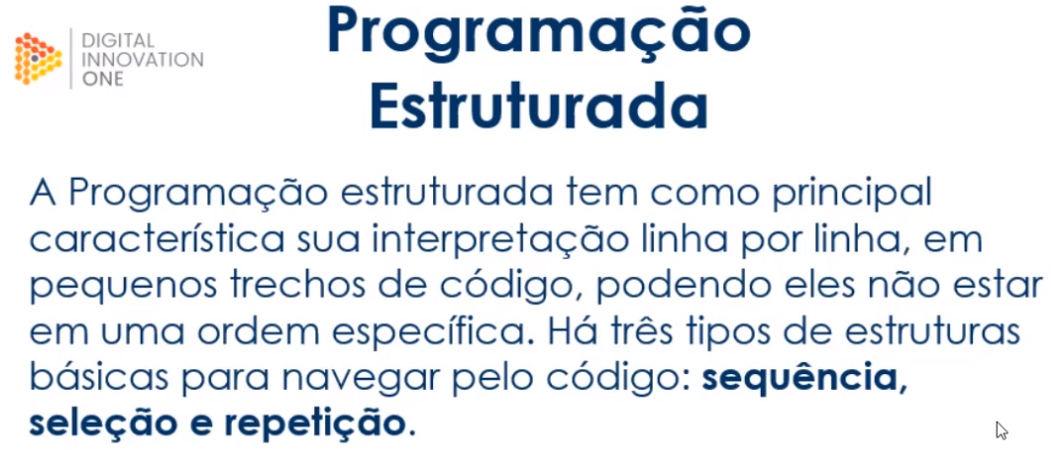 DIGITAL
INNOVATION
ONE
Programação
Estruturada
A Programação estruturada tem como principal
característica sua interpretação linha por linha, em
pequenos trechos de código, podendo eles não estar
em uma ordem específica. Há três tipos de estruturas
básicas para navegar pelo código: sequência,
seleção e repetição.